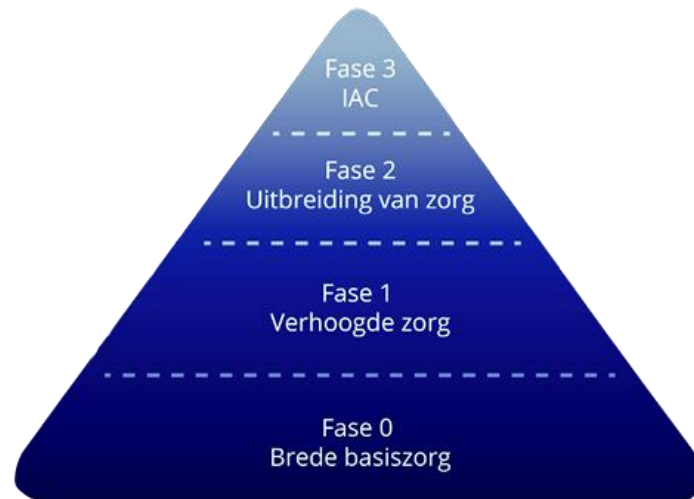 Fase 3
IAC
Fase 2
Uitbreiding van zorg
Fase 1
Verhoogde zorg
Fase 0
Brede basiszorg